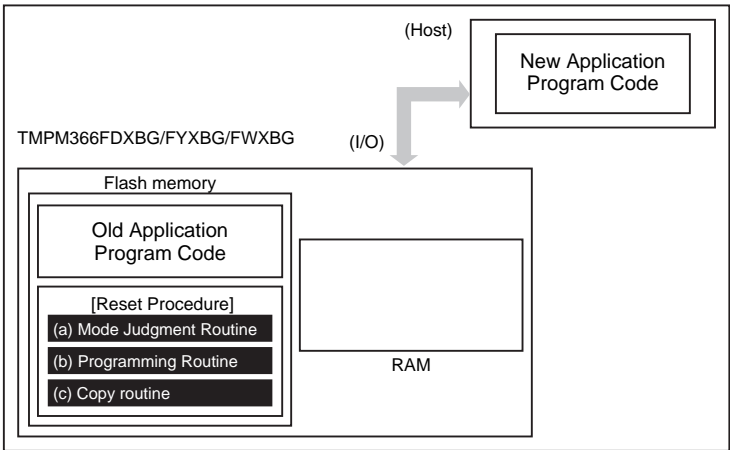 (Host)
New Application
Program Code
TMPM366FDXBG/FYXBG/FWXBG
(I/O)
Flash memory
Old Application
Program Code
[Reset Procedure]
(a) Mode Judgment Routine
(b) Programming Routine
(c) Copy routine
RAM